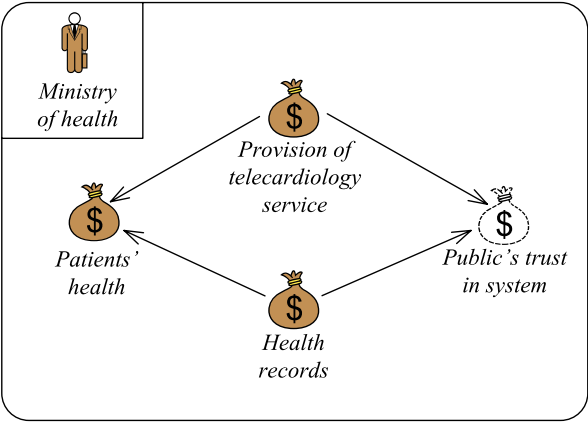 Ministry
of health
$
Provision of
telecardiology
service
$
Patients’
health
$
Public’s trust
in system
$
Health
records